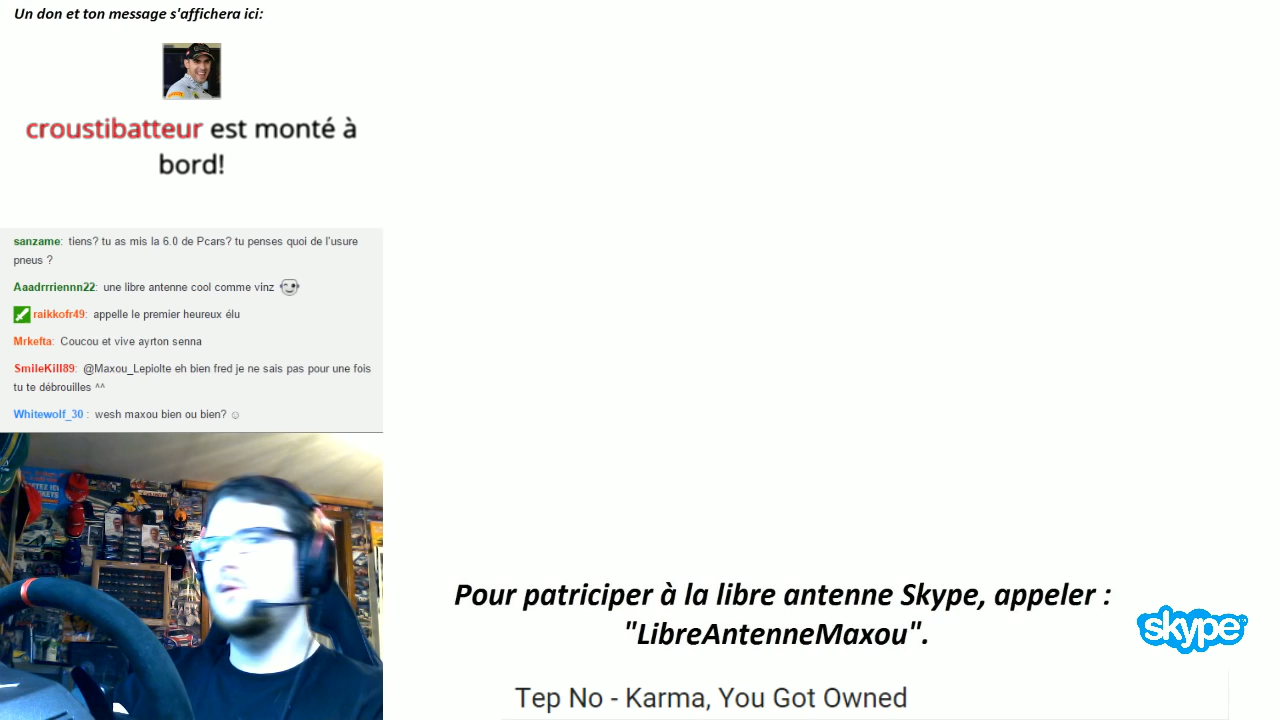 Un don et ton message s'affichera ici:
croustibatteur est monté à
bord!
sanzame: tiens? tu as mis la 6.0 de Pcars? tu penses quoi de l'usure
pneus ?
Aaadrrriennn22: une libre antenne cool comme vinz
raikkofr49: appelle le premier heureux élu
Mrkefta: Coucou et vive ayrton senna
SmileKill89: @Maxou_Lepiolte eh bien fred je ne sais pas pour une fois
tu te débrouilles ^^
Whitewolf_30 : wesh maxou bien ou bien? ☺
Pour patriciper à la libre antenne Skype, appeler :
"LibreAntenneMaxou".
skype
Tep No - Karma, You Got Owned